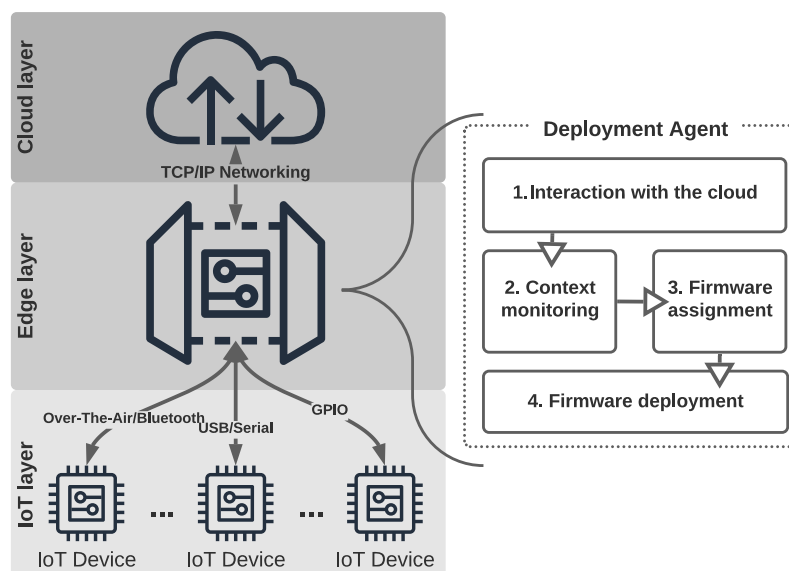 Cloud layer
TCP/IP Networking
Edge layer
Over-The-Air/Bluetooth
USB/Serial
GPIO
IoT layer
...
...
IoT Device
IoT Device
IoT Device
Deployment Agent
1.Interaction with the cloud
2. Context
monitoring
3. Firmware
assignment
4. Firmware deployment